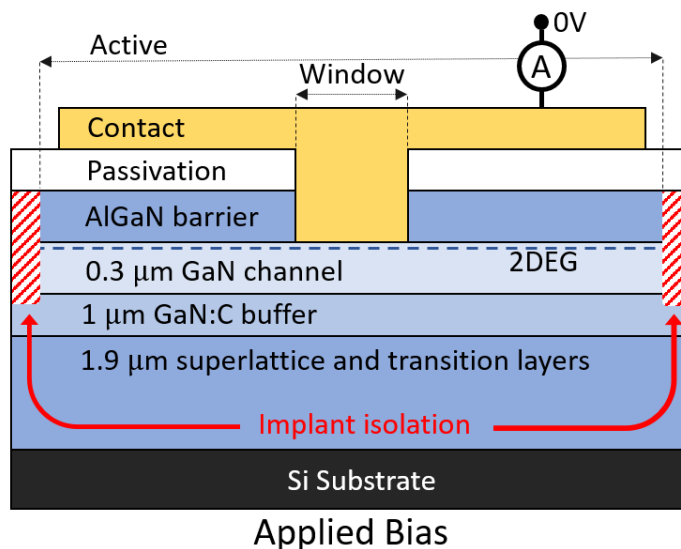 0V
Active
A
Window
Contact
Passivation
AlGaN barrier
2DEG
0.3 μm GaN channel
1 μm GaN:C buffer
1.9 μm superlattice and transition layers
Implant isolation
Si Substrate
Applied Bias